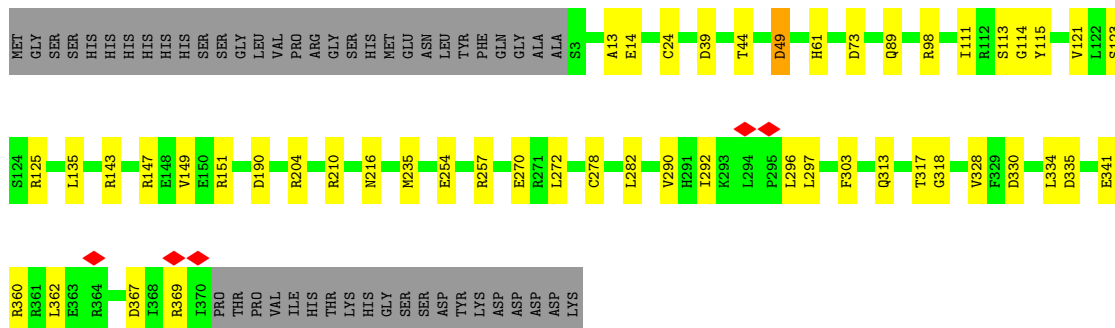 MET GLY SER SER HIS HIS HIS HIS HIS HIS SER SER GLY LEU VAL PRO ARG GLY SER HIS MET GLU ASN LEU TYR PHE GLN GLY ALA ALA S3 A13 E14 C24 D39 T44 D49 H61 D73 Q89 R98 I111 R112 S113 G114 Y115 V121 L122 S123
S124 R125 L135 R143 R147 E148 V149 E150 R151 D190 R204 R210 N216 M235 E254 R257 E270 R271 L272 C278 L282 V290 H291 I292 K293 L294 P295 L296 L297 F303 Q313 T317 G318 V328 F329 D330 L334 D335 E341
R360 R361 L362 E363 R364 D367 I368 R369 I370 PRO THR PRO VAL ILE HIS THR LYS HIS GLY SER SER ASP TYR LYS ASP ASP ASP ASP LYS